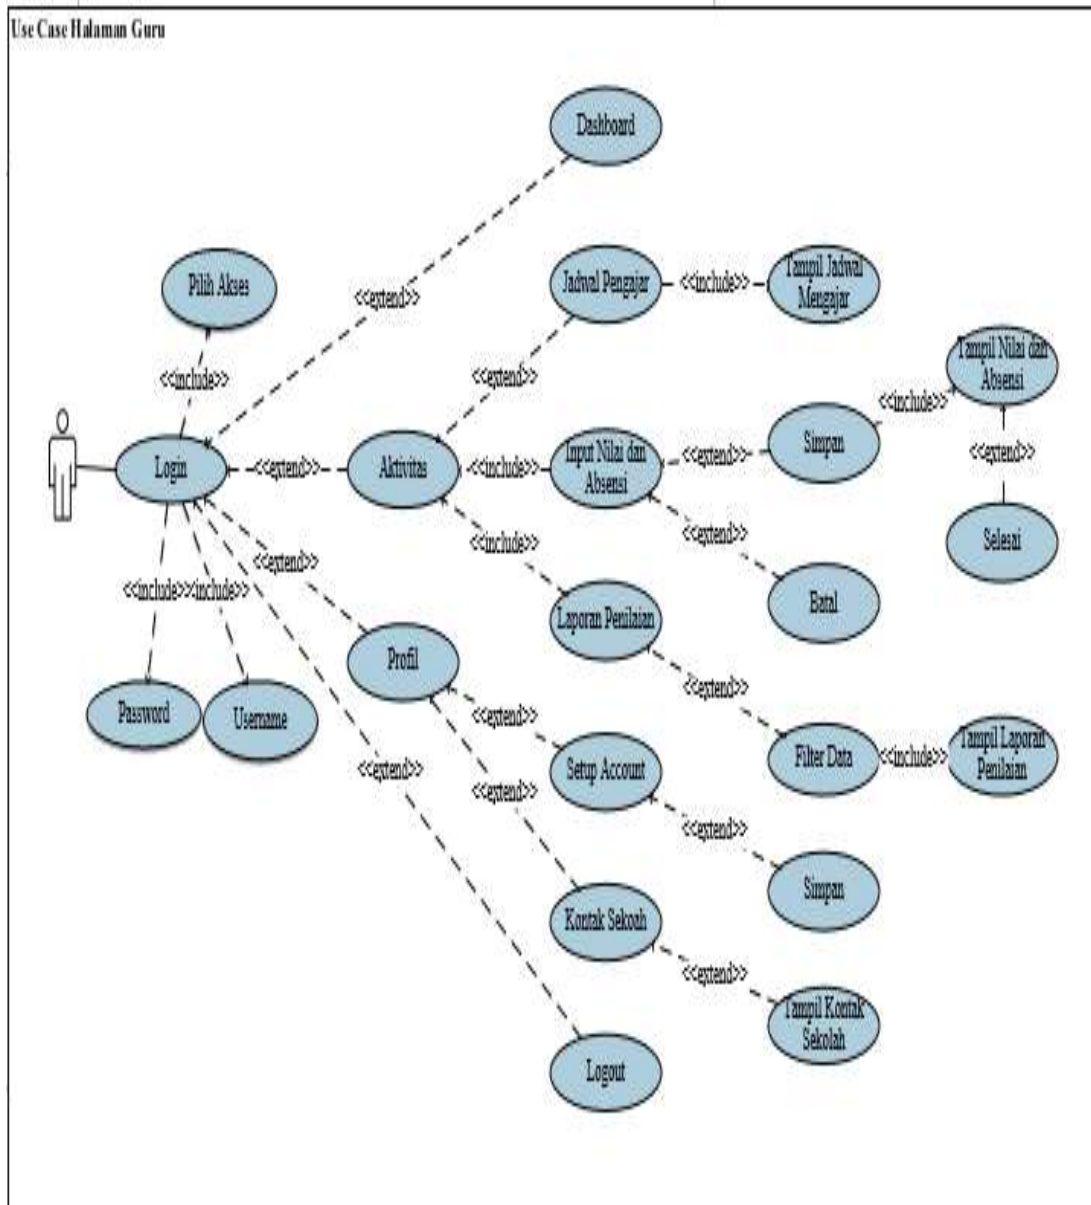 Use Case Halaman Guru
Dashboard
Pilih Akses
Jadwal Pengajar
<<include>>
Tampil Jadwal
Mengajar
<<extend>>
<<include>>
<<extend>>
Tampil Nilai dan
Absensi
<<include>>
Login
<<extend>>
Aktivitas
<<include>>
Input Nilai dan
Absensi
<<extend>>
Simpan
<<extend>>
<<extend>>
<<include>>
<<extend>>
Selesai
<<include>>
<<include>>
Laporan Penilaian
Batal
Profil
Password
Username
<<extend>>
<<extend>>
<<extend>>
Setup Account
Filter Data
<<include>>
Tampil Laporan
Penilaian
<<extend>>
<<extend>>
Simpan
Kontak Sekoah
<<extend>>
Tampil Kontak
Sekolah
Logout